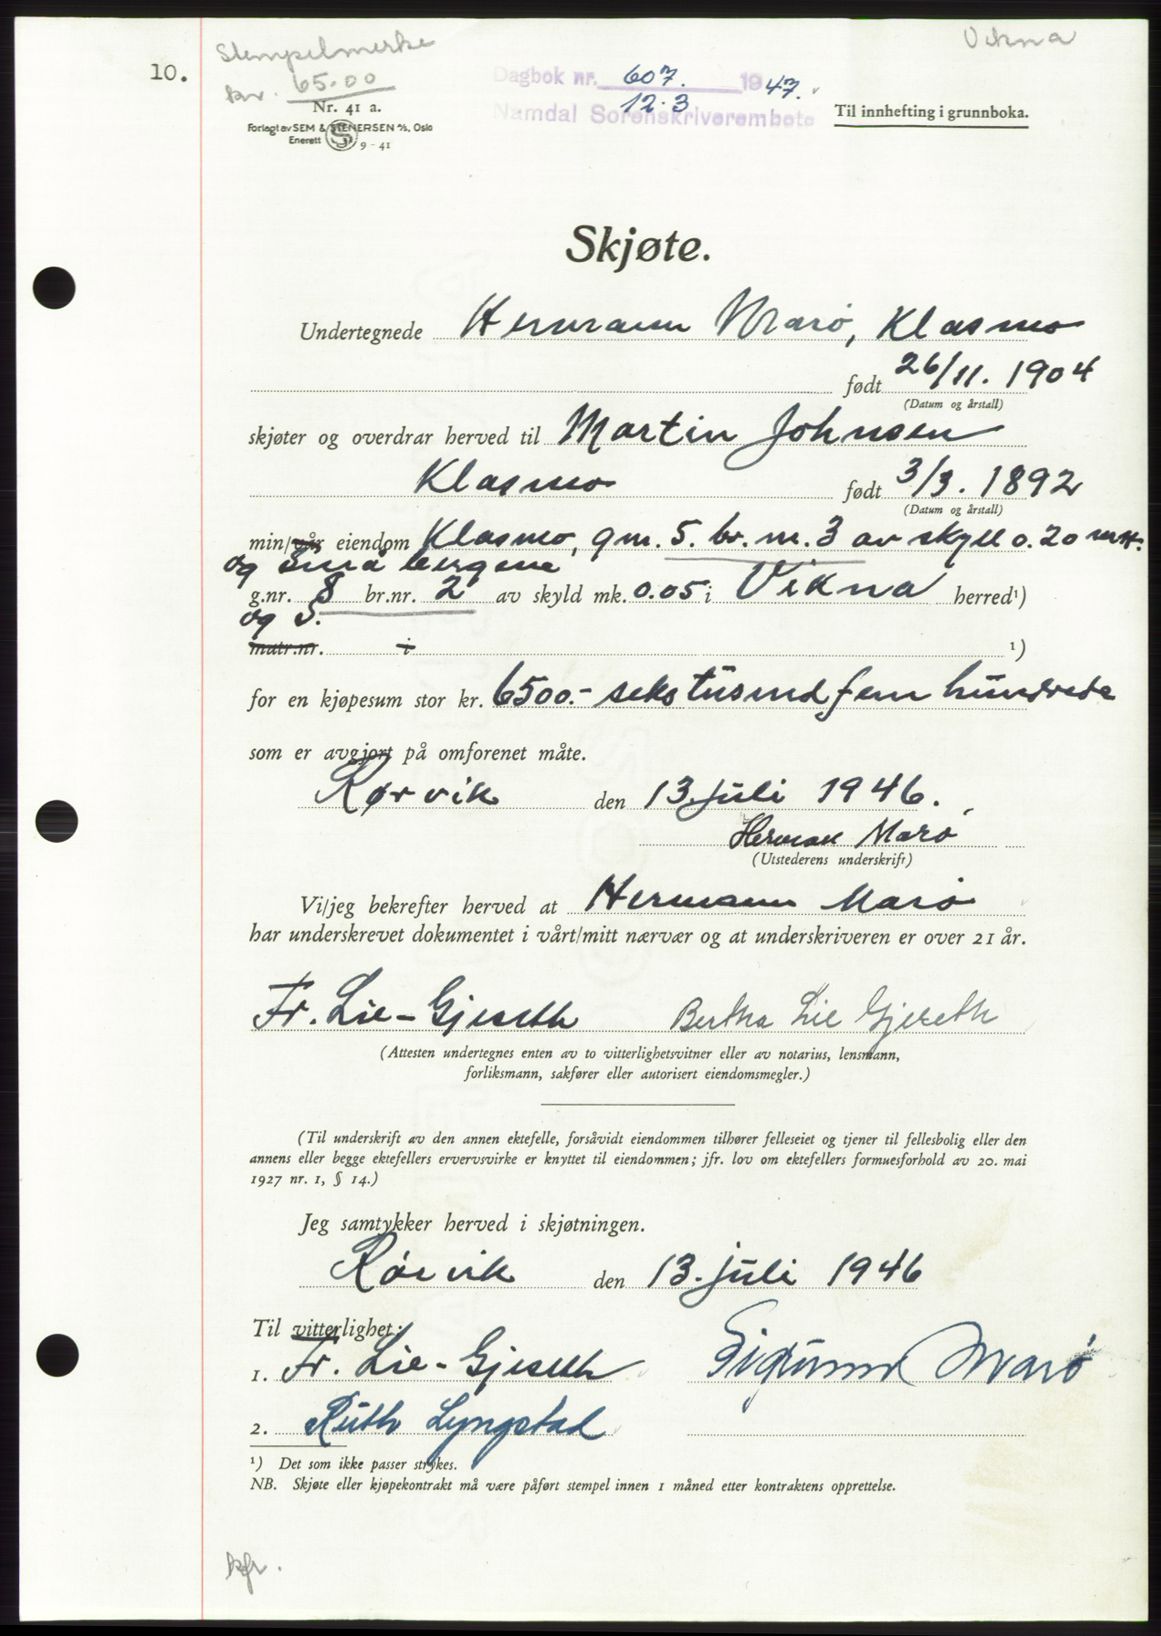 Stempelmerke
kr. 65.00
Vikna
10.
Nr. 41 a.
Forlagt av SEM & STENERSEN A/S, Oslo
Enerett S 9 - 41
Dagbok nr. 607. 1947.
12.3
Namdal Sorenskriverembete
Til innhefting i grunnboka.
Skjøte.
Undertegnede Hermann Marø, Klasmo
født 26/11. 1904
(Datum og årstall)
skjøter og overdrar herved til Martin Johnsen
Klasmo født 3/3. 1892
(Datum og årstall)
min/vår eiendom Klasmo, gnr. 5. br. nr. 3 av skyll 0.20 mrk.
og Småbergene
g.nr. 8 br.nr. 2 av skyld mk. 0.05 i Vikna herred¹)
og 5.
matr.nr. i ¹)
for en kjøpesum stor kr. 6500.- seks tusind fem hundrede
som er avgjort på omforenet måte.
Rørvik den 13. juli 1946.
Herman Marø
(Utstederens underskrift)
Vi/jeg bekrefter herved at Hermann Marø
har underskrevet dokumentet i vårt/mitt nærvær og at underskriveren er over 21 år.
Fr. Lie-Gjeseth Bertha Lie Gjeseth
(Attesten undertegnes enten av to vitterlighetsvitner eller av notarius, lensmann,
forliksmann, sakfører eller autorisert eiendomsmegler.)
(Til underskrift av den annen ektefelle, forsåvidt eiendommen tilhører felleseiet og tjener til fellesbolig eller den
annens eller begge ektefellers ervervsvirke er knyttet til eiendommen; jfr. lov om ektefellers formuesforhold av 20. mai
1927 nr. 1, § 14.)
Jeg samtykker herved i skjøtningen.
Rørvik den 13. juli 1946
Til vitterlighet:
1. Fr. Lie-Gjeseth Sigrunn Marø
2. Ruth Lyngstad
¹) Det som ikke passer strykes.
NB. Skjøte eller kjøpekontrakt må være påført stempel innen 1 måned etter kontraktens opprettelse.